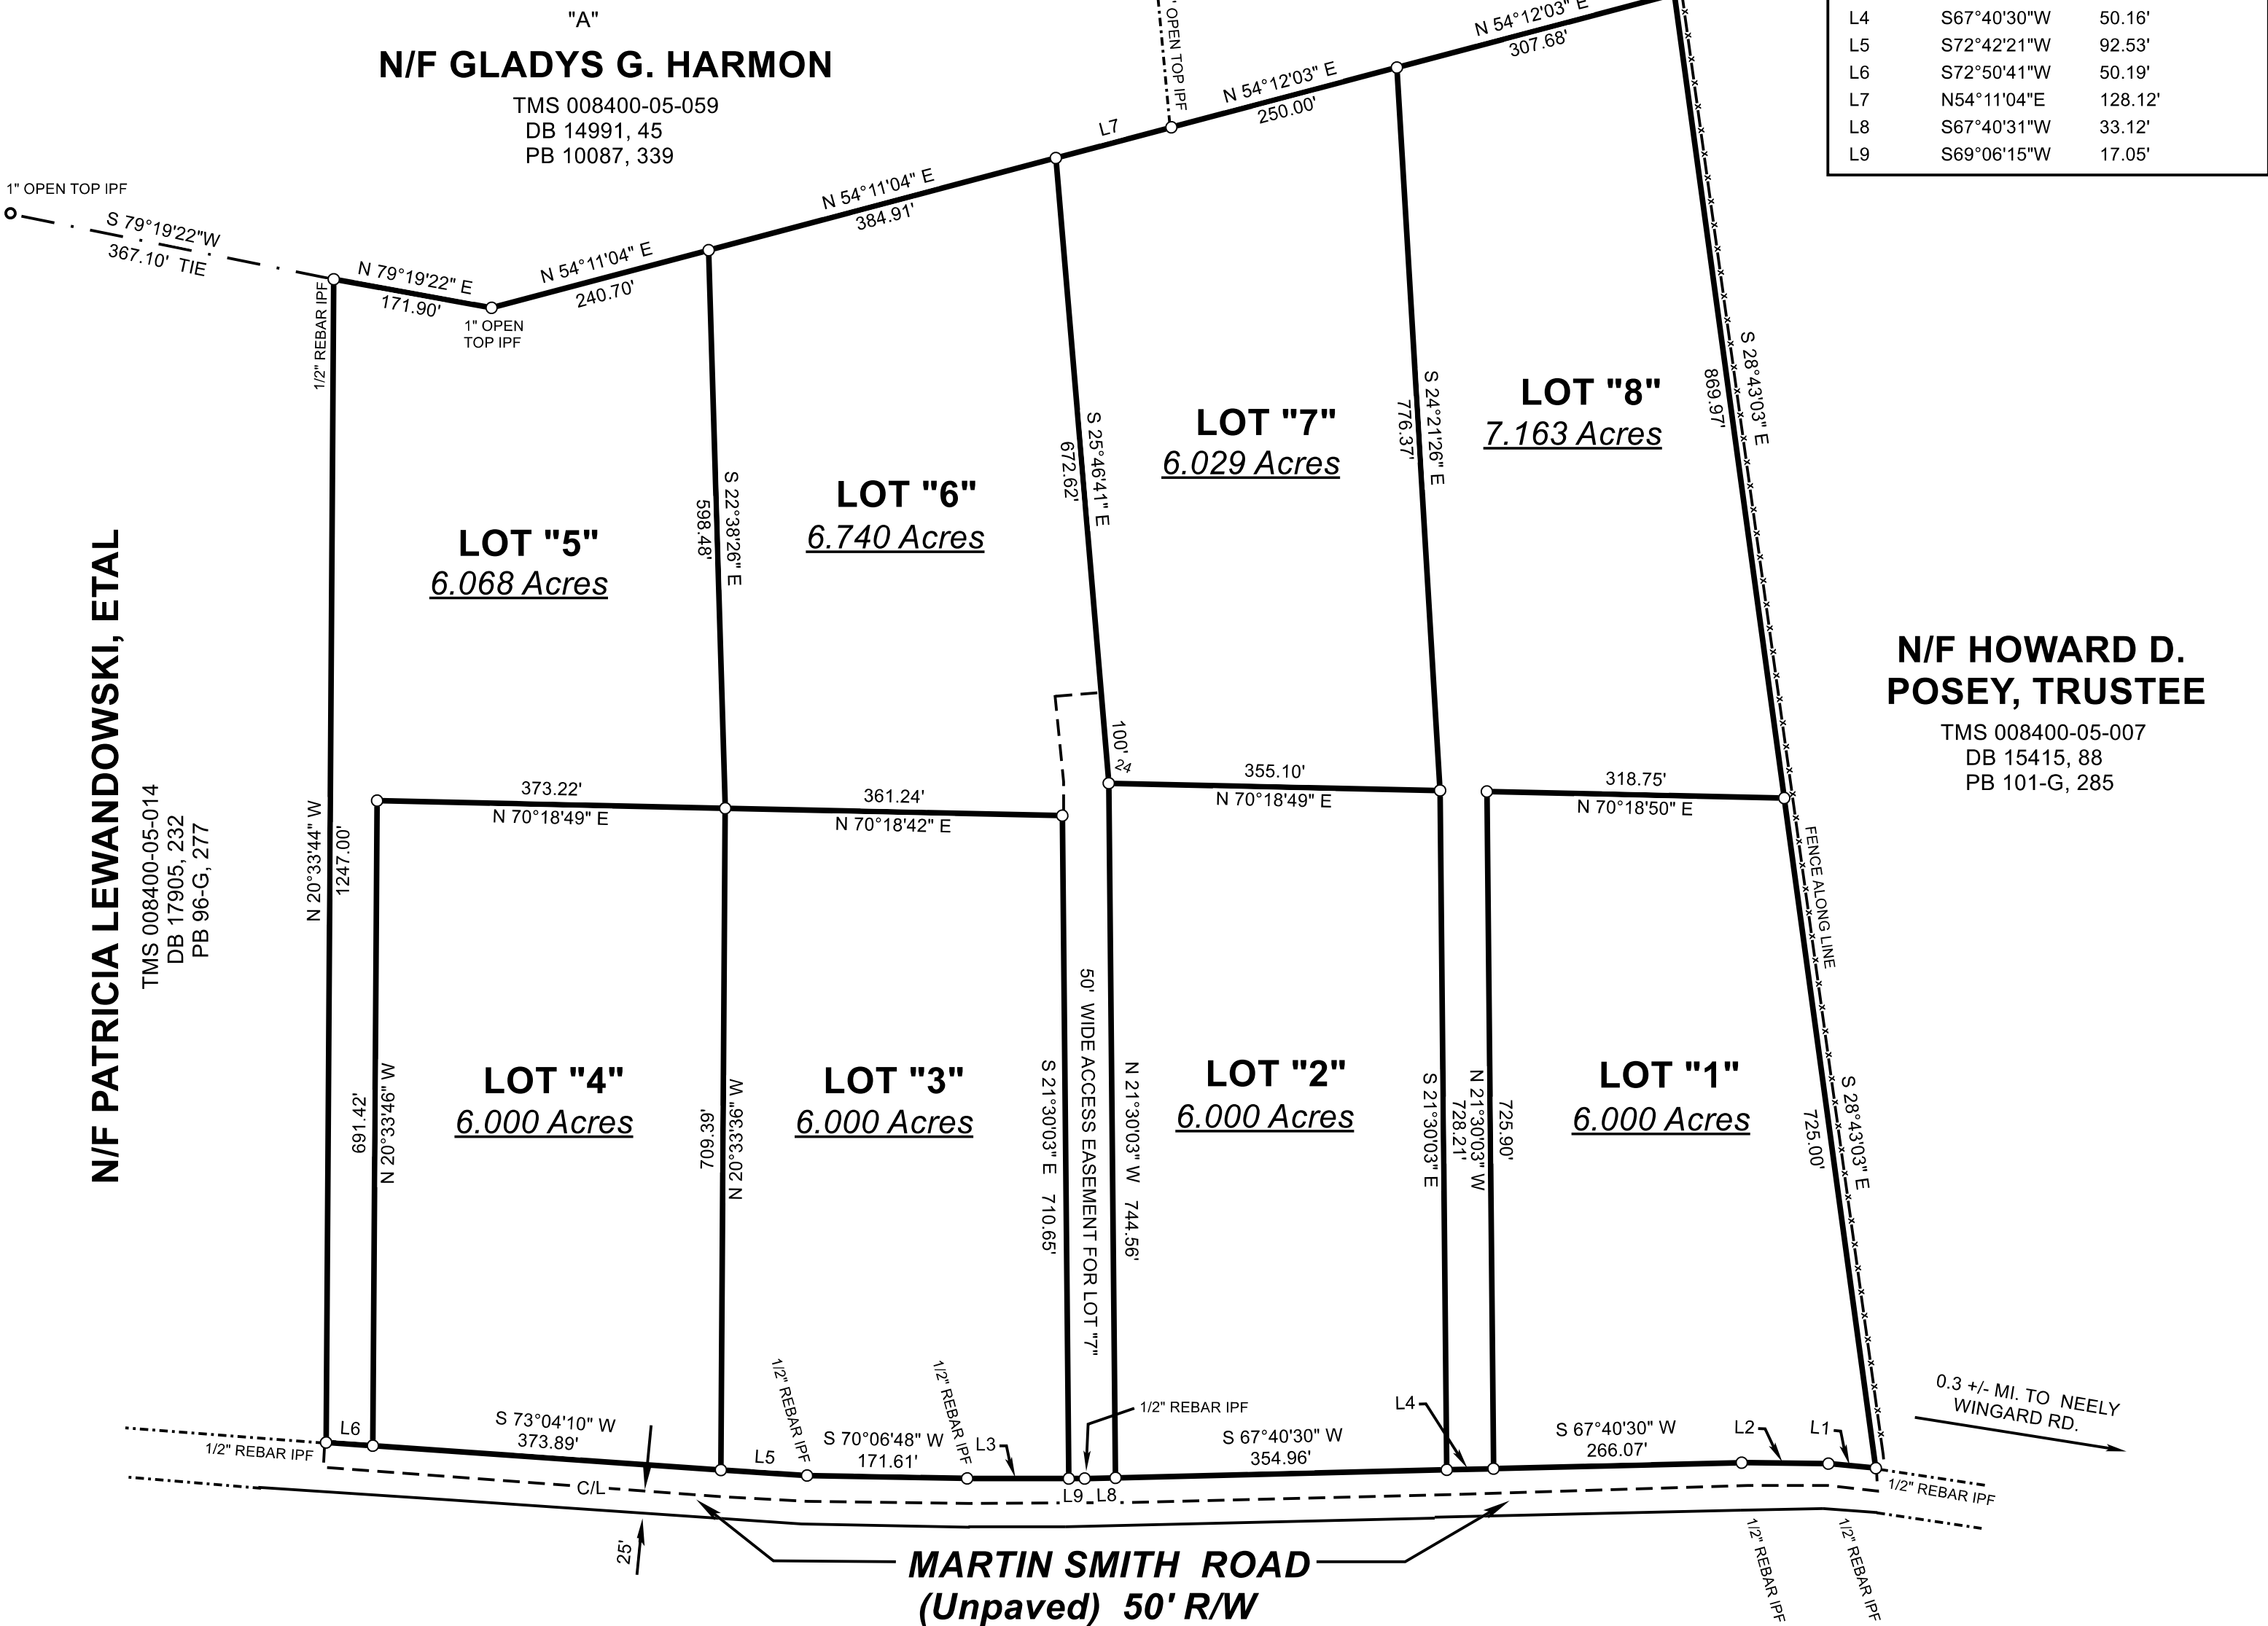 "A"
N/F GLADYS G. HARMON
TMS 008400-05-059
DB 14991, 45
PB 10087, 339
OPEN TOP IPF
N 54°12'03" E
307.68'
N 54°12'03" E
250.00'
L7
N 54°11'04" E
384.91'
N 54°11'04" E
240.70'
N 79°19'22" E
171.90'
1" OPEN
TOP IPF
1" OPEN TOP IPF
S 79°19'22"W
367.10' TIE
1/2" REBAR IPF
L4 S67°40'30"W 50.16'
L5 S72°42'21"W 92.53'
L6 S72°50'41"W 50.19'
L7 N54°11'04"E 128.12'
L8 S67°40'31"W 33.12'
L9 S69°06'15"W 17.05'
LOT "5"
6.068 Acres
S 22°38'26" E
598.48'
LOT "6"
6.740 Acres
S 25°46'41" E
672.62'
LOT "7"
6.029 Acres
S 24°21'26" E
776.37'
LOT "8"
7.163 Acres
S 28°43'03" E
869.97'
N/F PATRICIA LEWANDOWSKI, ETAL
TMS 008400-05-014
DB 17905, 232
PB 96-G, 277
N/F HOWARD D.
POSEY, TRUSTEE
TMS 008400-05-007
DB 15415, 88
PB 101-G, 285
N 20°33'44" W
1247.00'
373.22'
N 70°18'49" E
361.24'
N 70°18'42" E
100'
24
355.10'
N 70°18'49" E
318.75'
N 70°18'50" E
FENCE ALONG LINE
691.42'
N 20°33'46" W
LOT "4"
6.000 Acres
709.39'
N 20°33'36" W
LOT "3"
6.000 Acres
S 21°30'03" E 710.65'
50' WIDE ACCESS EASEMENT FOR LOT "7"
N 21°30'03" W 744.56'
LOT "2"
6.000 Acres
S 21°30'03" E
728.21'
N 21°30'03" W
725.90'
LOT "1"
6.000 Acres
S 28°43'03" E
725.00'
0.3 +/- MI. TO NEELY
WINGARD RD.
1/2" REBAR IPF
L6
S 73°04'10" W
373.89'
L5
1/2" REBAR IPF
S 70°06'48" W
171.61'
1/2" REBAR IPF
L3
1/2" REBAR IPF
L9
L8
S 67°40'30" W
354.96'
L4
S 67°40'30" W
266.07'
L2
L1
1/2" REBAR IPF
1/2" REBAR IPF
1/2" REBAR IPF
C/L
25'
MARTIN SMITH ROAD
(Unpaved) 50' R/W